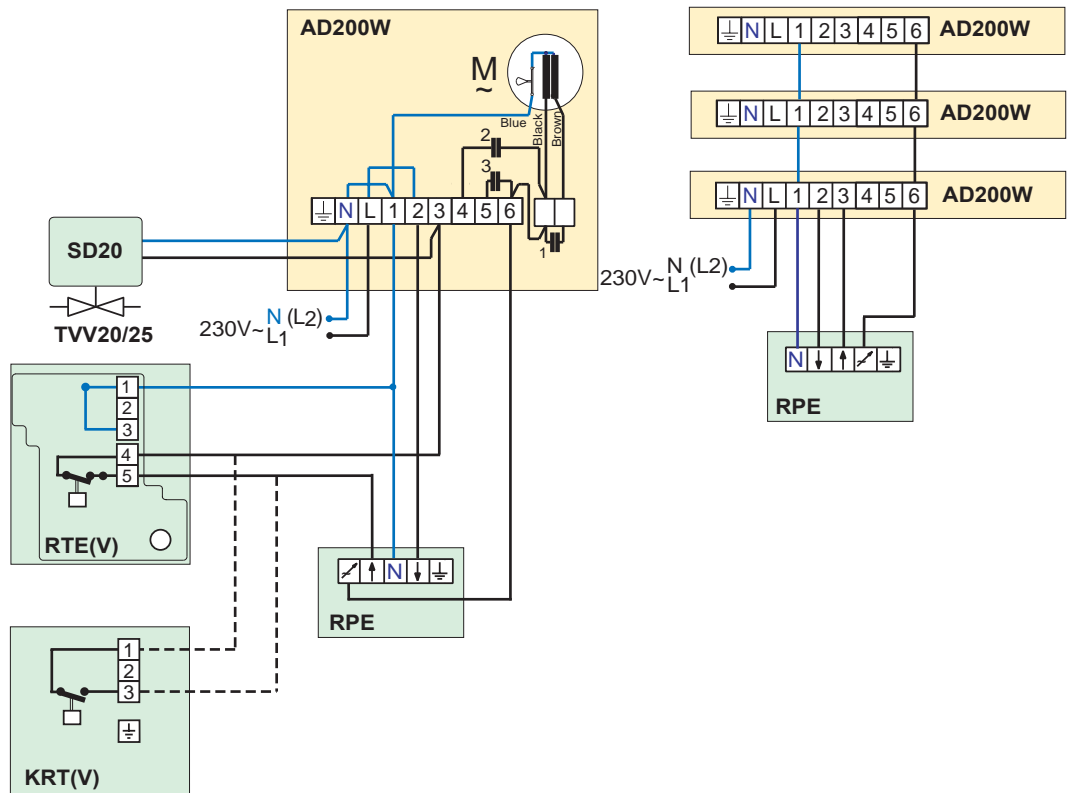 AD200W
M
~
Blue
Black
Brown
2
3
N L 1 2 3 4 5 6
1
SD20
TVV20/25
230V~ N (L2)
L1
RTE(V)
1
2
3
4
5
RPE
N
KRT(V)
1
2
3
N L 1 2 3 4 5 6 AD200W
N L 1 2 3 4 5 6 AD200W
N L 1 2 3 4 5 6 AD200W
230V~ N (L2)
L1
N
RPE